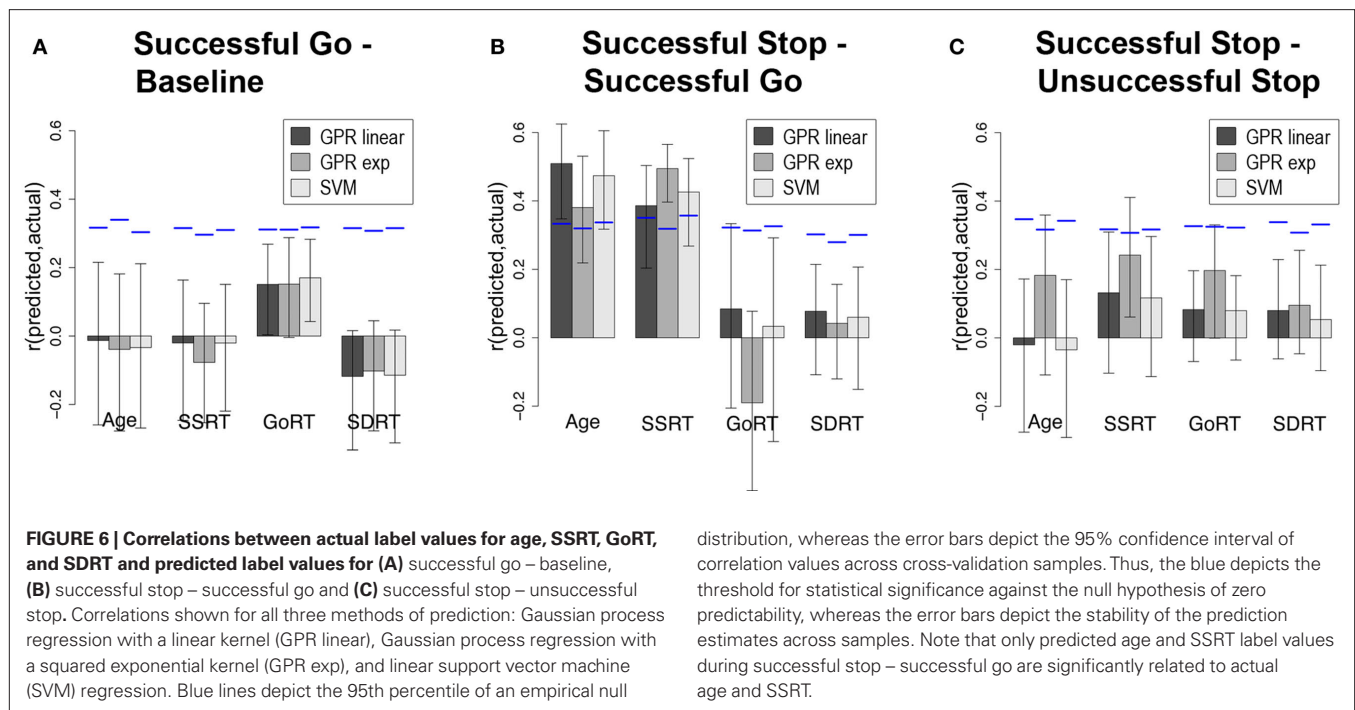 A
Successful Go -
Baseline
r(predicted,actual)
0.6
0.4
0.2
0.0
−0.2
GPR linear
GPR exp
SVM
Age
SSRT
GoRT
SDRT
B
Successful Stop -
Successful Go
r(predicted,actual)
0.6
0.4
0.2
0.0
−0.2
GPR linear
GPR exp
SVM
Age
SSRT
GoRT
SDRT
C
Successful Stop -
Unsuccessful Stop
r(predicted,actual)
0.6
0.4
0.2
0.0
−0.2
GPR linear
GPR exp
SVM
Age
SSRT
GoRT
SDRT
FIGURE 6 | Correlations between actual label values for age, SSRT, GoRT,
and SDRT and predicted label values for (A) successful go – baseline,
(B) successful stop – successful go and (C) successful stop – unsuccessful
stop. Correlations shown for all three methods of prediction: Gaussian process
regression with a linear kernel (GPR linear), Gaussian process regression with
a squared exponential kernel (GPR exp), and linear support vector machine
(SVM) regression. Blue lines depict the 95th percentile of an empirical null
distribution, whereas the error bars depict the 95% confidence interval of
correlation values across cross-validation samples. Thus, the blue depicts the
threshold for statistical significance against the null hypothesis of zero
predictability, whereas the error bars depict the stability of the prediction
estimates across samples. Note that only predicted age and SSRT label values
during successful stop – successful go are significantly related to actual
age and SSRT.